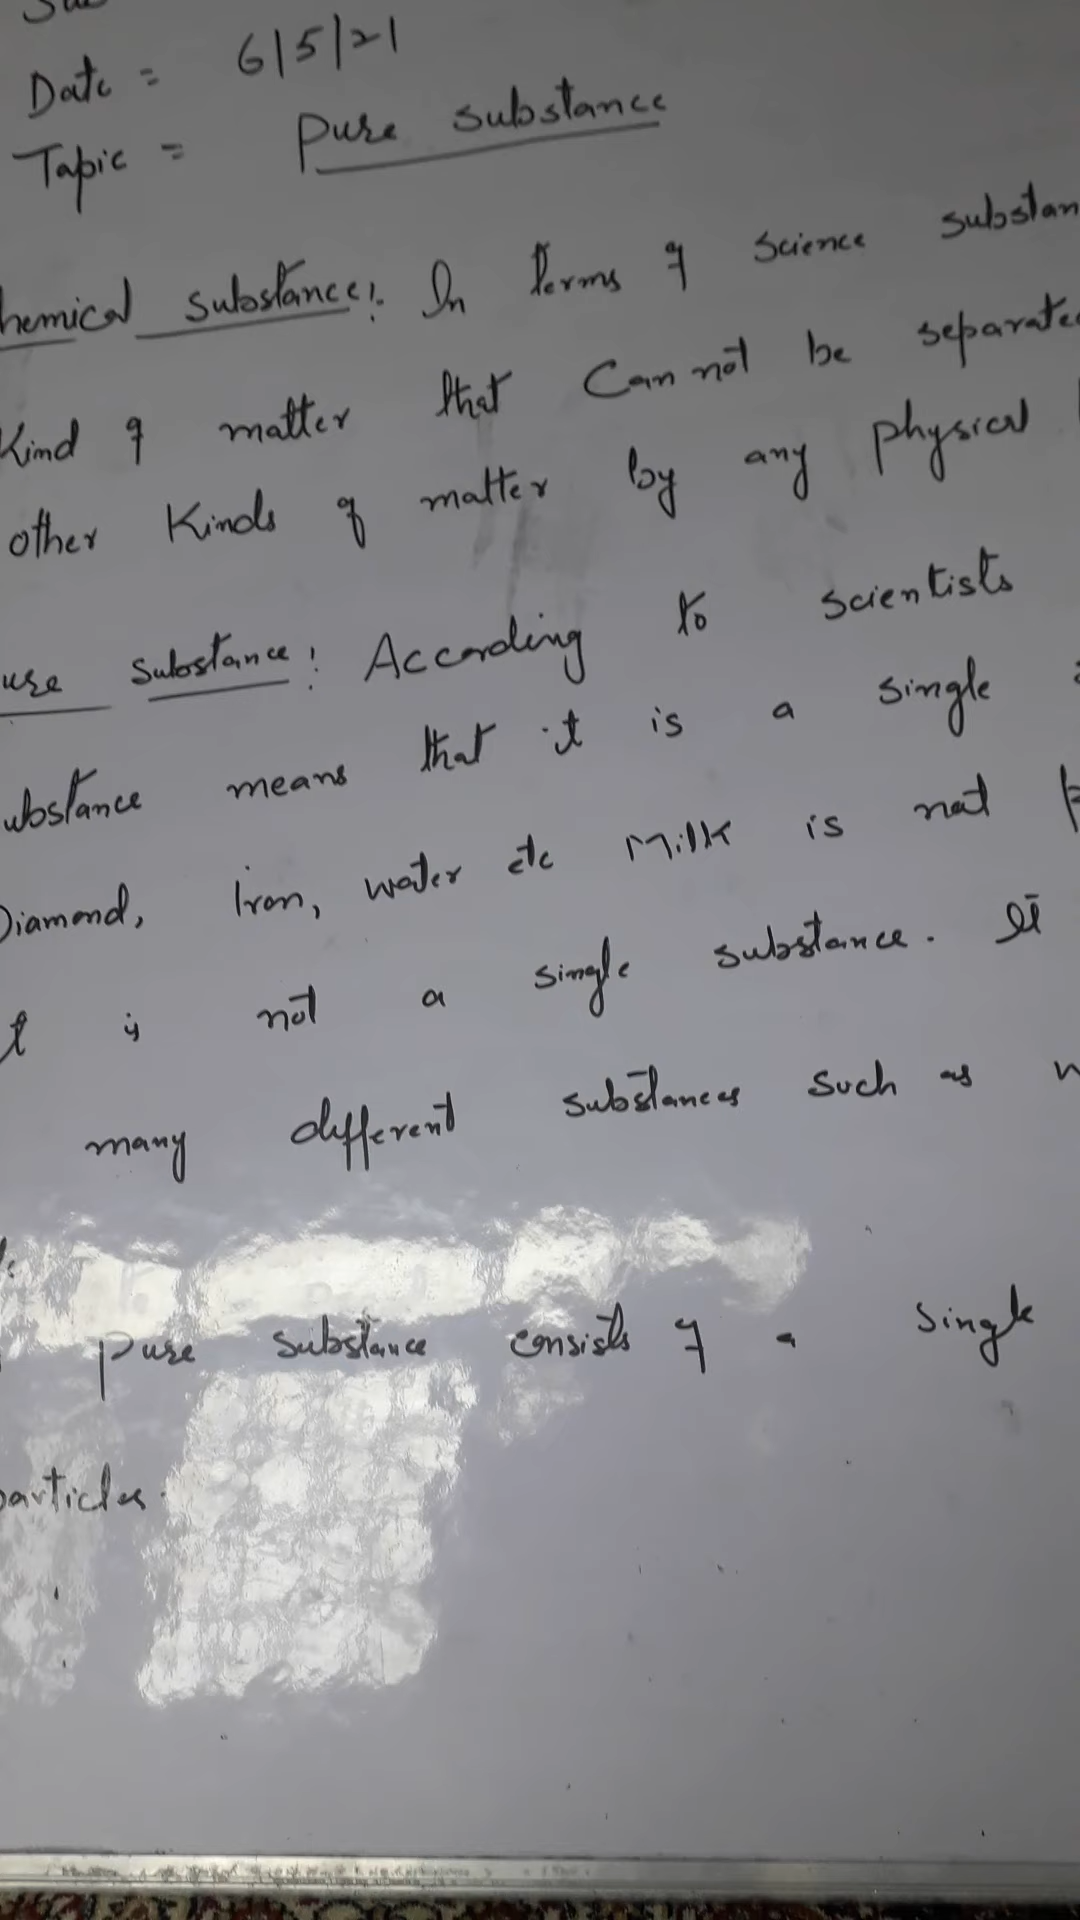 Sub
Date = 6/5/21
Tapic = Pure substance
hemical substance:. In terms of science substan
Kind of matter that Can not be separate
other Kinds of matter by any physical
ure substance: According to scientists
ubstance means that it is a single
Diamond, Iron, water etc Milk is not
t is not a single substance. It
many different substances such as
pure substance consists of a single
particles.